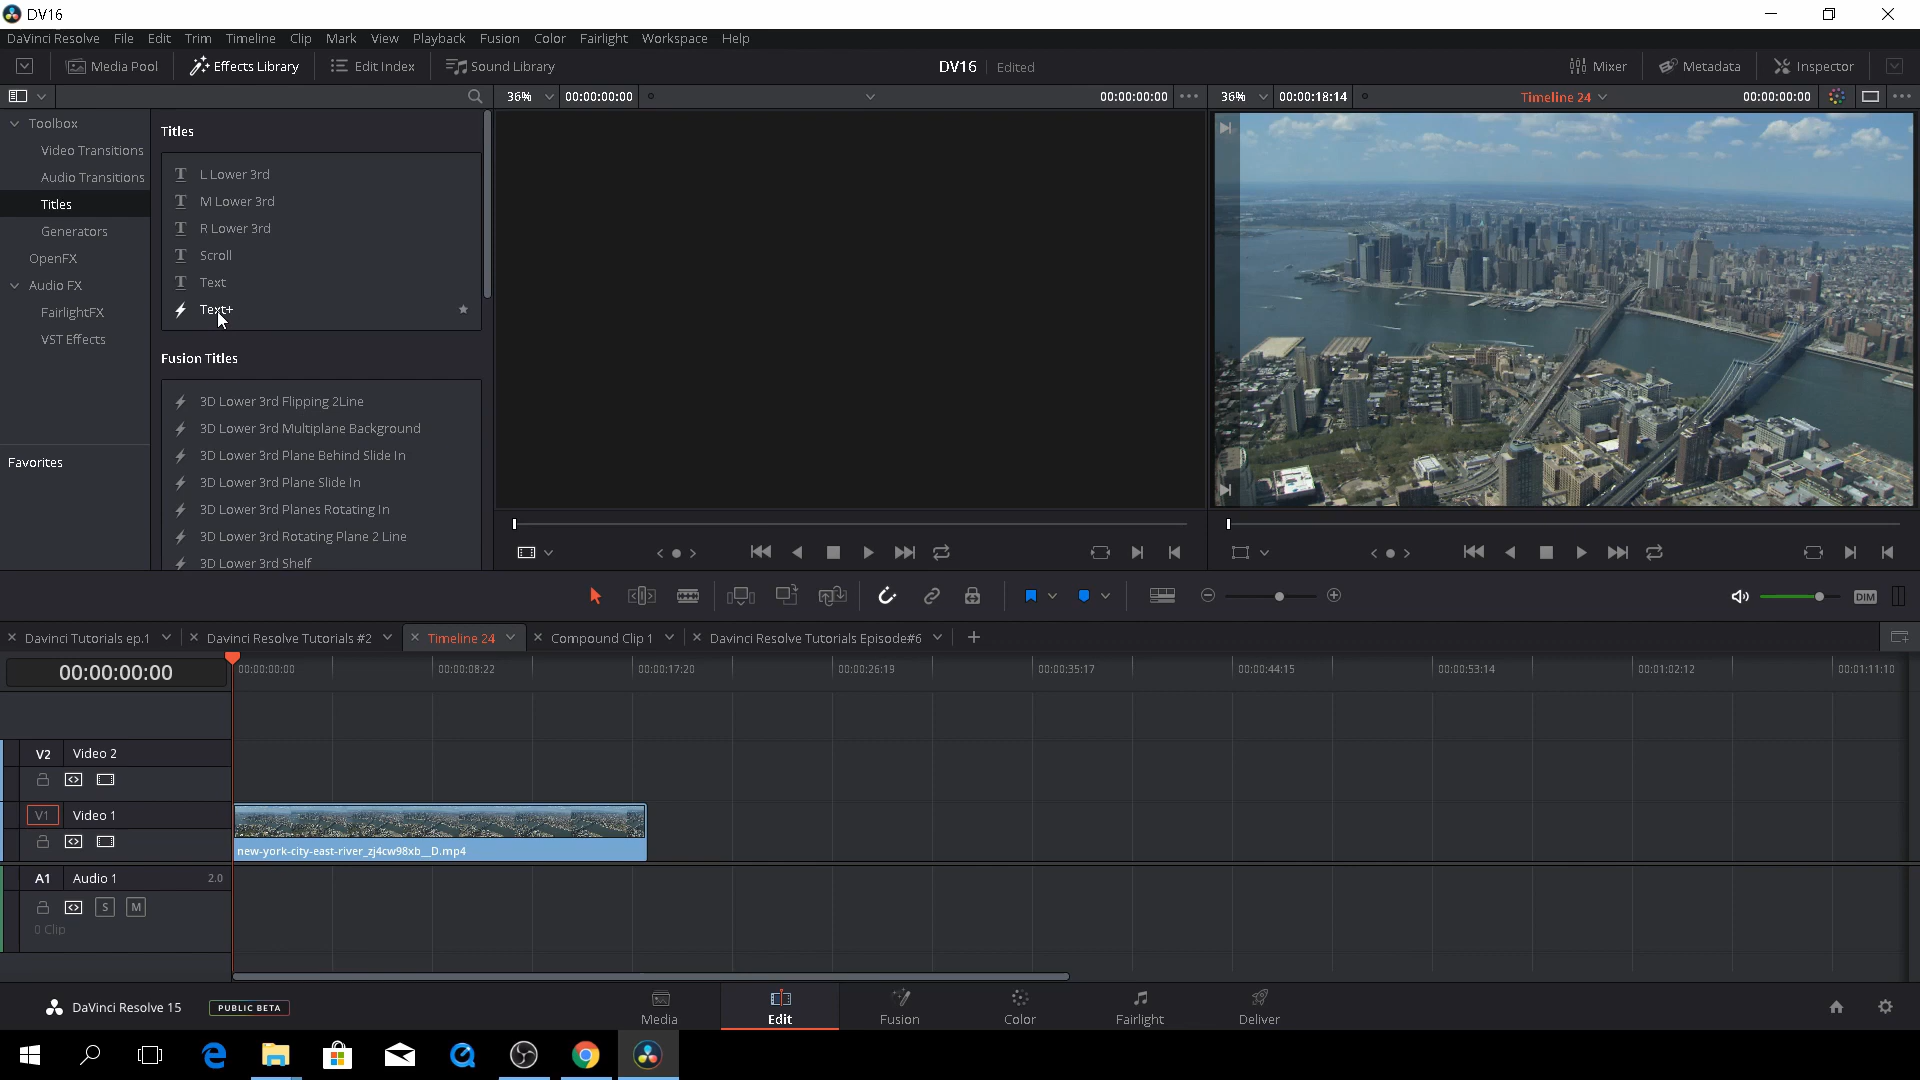 DV16
DaVinci Resolve File Edit Trim Timeline Clip Mark View Playback Fusion Color Fairlight Workspace Help
Media Pool Effects Library Edit Index Sound Library DV16 Edited Mixer Metadata Inspector
36% 00:00:00:00 00:00:00:00 36% 00:00:18:14 Timeline 24 00:00:00:00
Toolbox
Video Transitions
Audio Transitions
Titles
Generators
OpenFX
Audio FX
FairlightFX
VST Effects
Favorites
Titles
L Lower 3rd
M Lower 3rd
R Lower 3rd
Scroll
Text
Text+
Fusion Titles
3D Lower 3rd Flipping 2Line
3D Lower 3rd Multiplane Background
3D Lower 3rd Plane Behind Slide In
3D Lower 3rd Plane Slide In
3D Lower 3rd Planes Rotating In
3D Lower 3rd Rotating Plane 2 Line
3D Lower 3rd Shelf
DIM
Davinci Tutorials ep.1 Davinci Resolve Tutorials #2 Timeline 24 Compound Clip 1 Davinci Resolve Tutorials Episode#6
00:00:00:00 00:00:00:00 00:00:08:22 00:00:17:20 00:00:26:19 00:00:35:17 00:00:44:15 00:00:53:14 00:01:02:12 00:01:11:10
V2 Video 2
V1 Video 1
new-york-city-east-river_zj4cw98xb__D.mp4
A1 Audio 1 2.0
S M
0 Clip
DaVinci Resolve 15 PUBLIC BETA Media Edit Fusion Color Fairlight Deliver